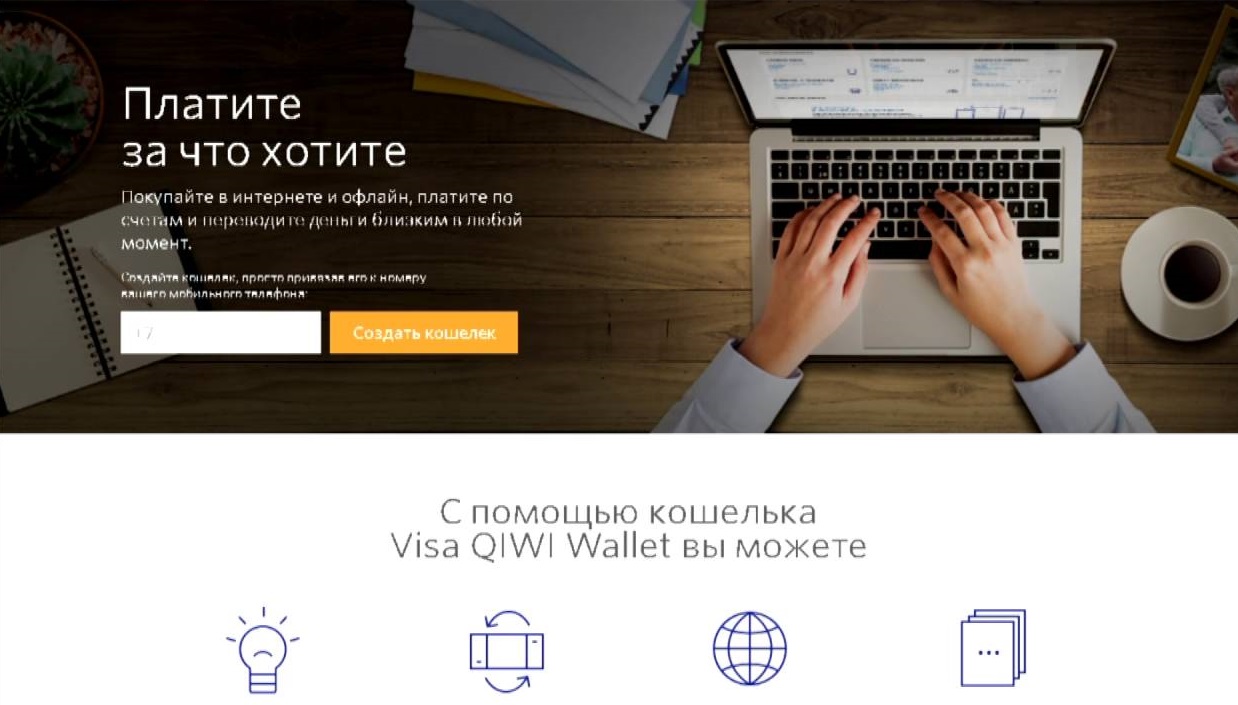 Платите
за что хотите
Покупайте в интернете и офлайн, платите по
счетам и переводите деньги близким в любой
момент.
Создайте кошелек, просто привязав его к номеру
вашего мобильного телефона:
+7
Создать кошелек
С помощью кошелька
Visa QIWI Wallet вы можете